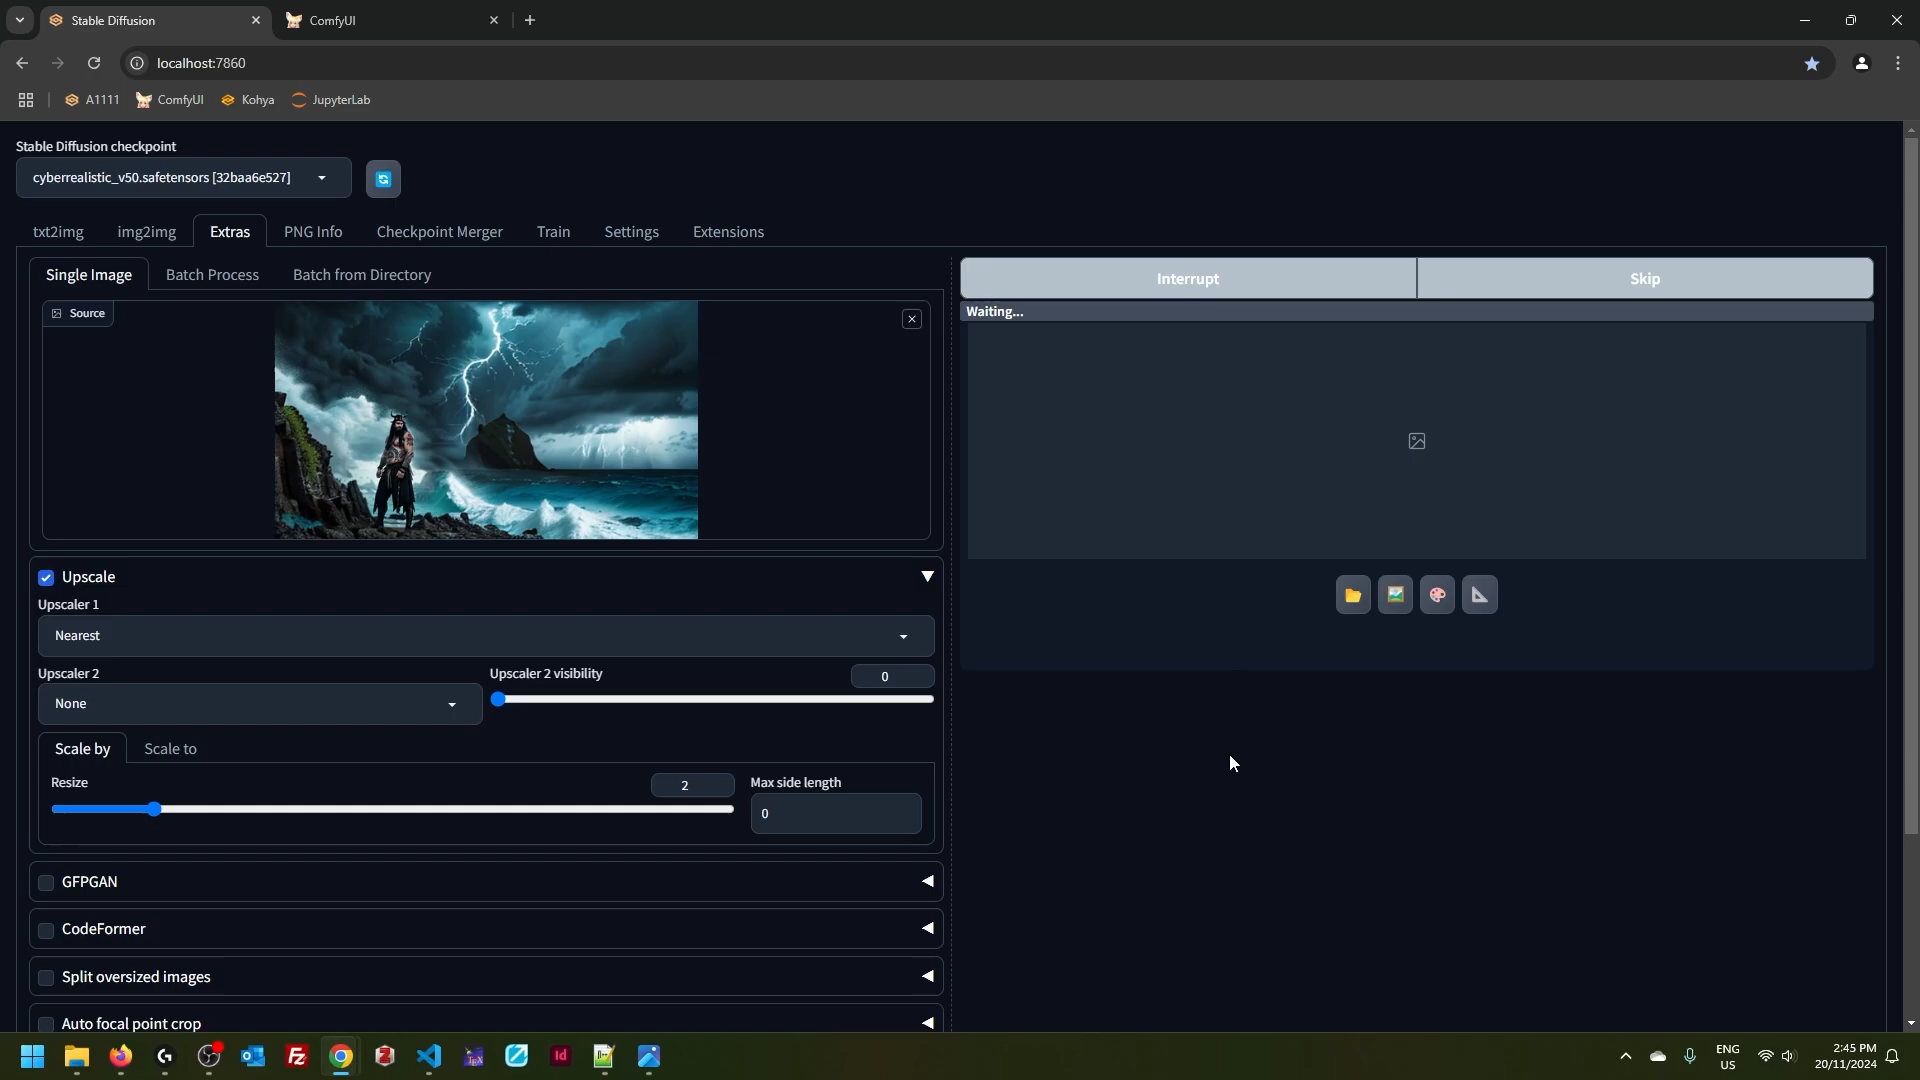 Stable Diffusion
ComfyUI
localhost:7860
A1111
ComfyUI
Kohya
JupyterLab
Stable Diffusion checkpoint
cyberrealistic_v50.safetensors [32baa6e527]
txt2img
img2img
Extras
PNG Info
Checkpoint Merger
Train
Settings
Extensions
Single Image
Batch Process
Batch from Directory
Interrupt
Skip
Source
Waiting...
Upscale
Upscaler 1
Nearest
Upscaler 2
None
Upscaler 2 visibility
0
Scale by
Scale to
Resize
2
Max side length
0
GFPGAN
CodeFormer
Split oversized images
Auto focal point crop
ENG
US
2:45 PM
20/11/2024